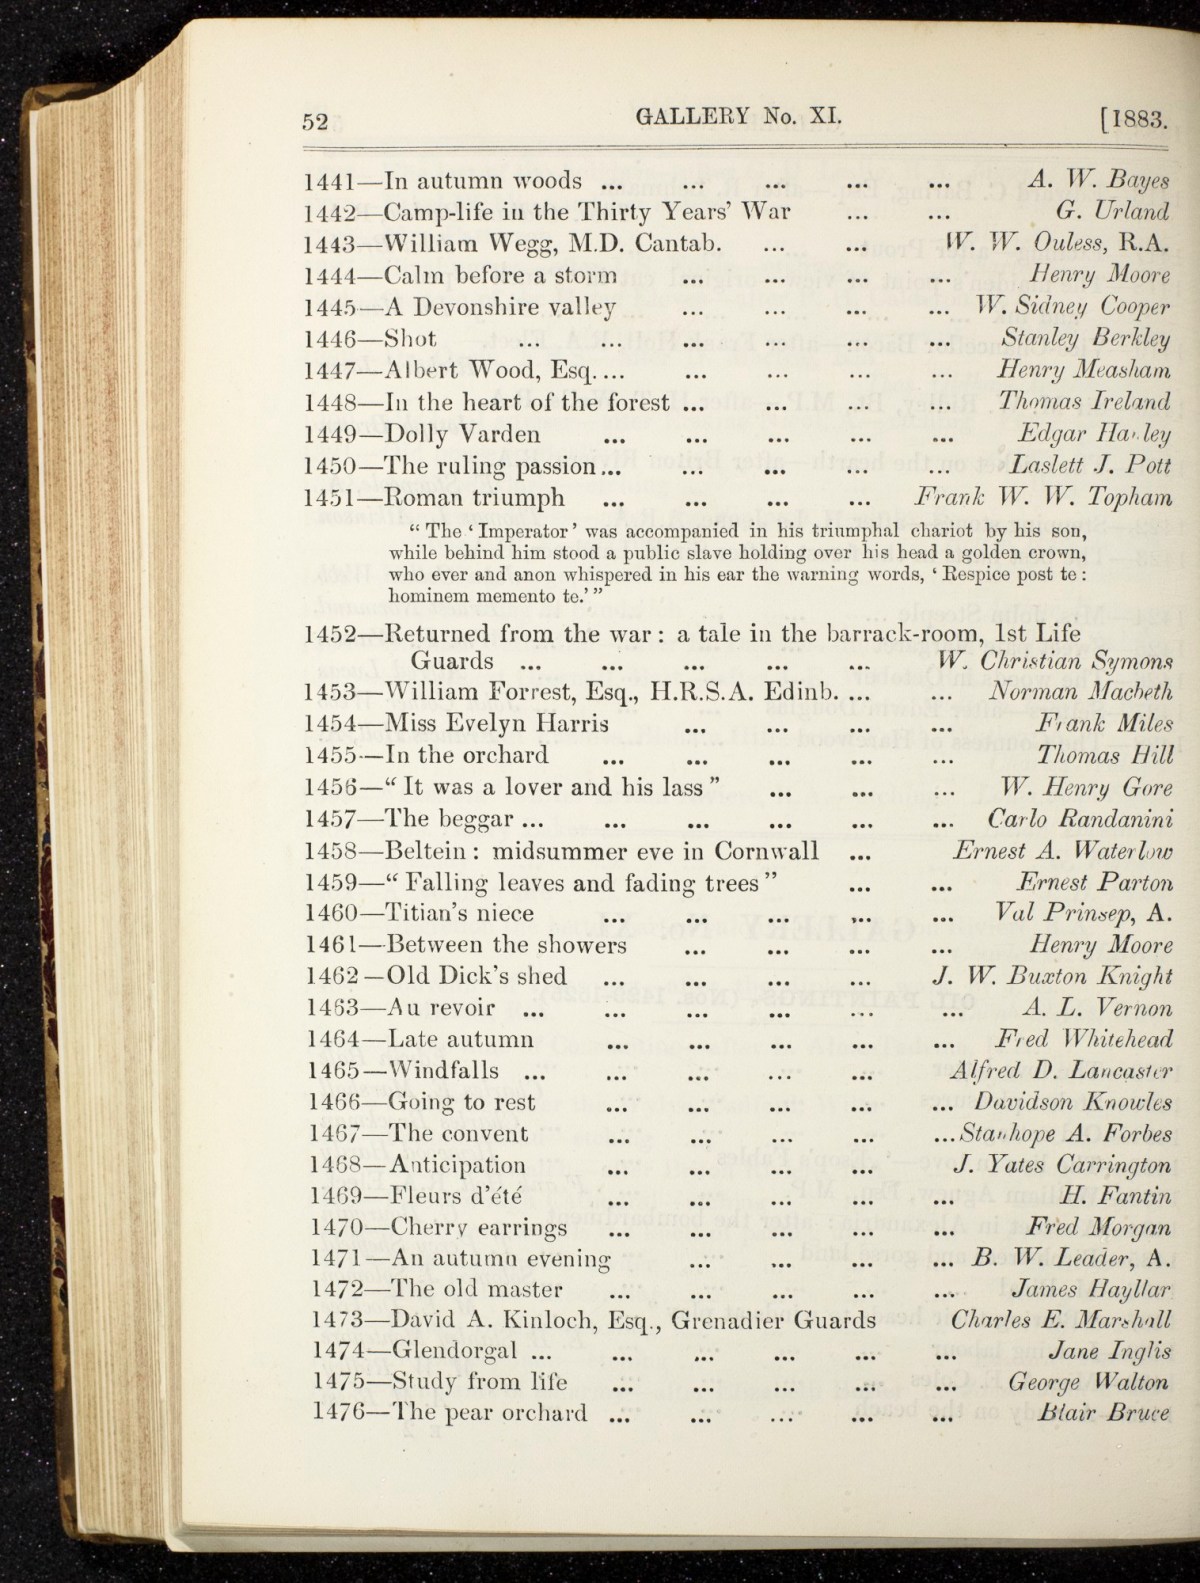 52 GALLERY No. XI. [1883.
1441—In autumn woods ... ... ... ... ... A. W. Bayes
1442—Camp-life in the Thirty Years' War ... ... G. Urland
1443—William Wegg, M.D. Cantab. ... ... W. W. Ouless, R.A.
1444—Calm before a storm ... ... ... ... Henry Moore
1445—A Devonshire valley ... ... ... ... W. Sidney Cooper
1446—Shot ... ... ... ... ... ... Stanley Berkley
1447—Albert Wood, Esq.... ... ... ... ... Henry Measham
1448—In the heart of the forest ... ... ... ... Thomas Ireland
1449—Dolly Varden ... ... ... ... ... Edgar Hanley
1450—The ruling passion... ... ... ... ... Laslett J. Pott
1451—Roman triumph ... ... ... ... Frank W. W. Topham
“ The ‘ Imperator ’ was accompanied in his triumphal chariot by his son,
while behind him stood a public slave holding over his head a golden crown,
who ever and anon whispered in his ear the warning words, ‘ Respice post te :
hominem memento te.’ ”
1452—Returned from the war : a tale in the barrack-room, 1st Life
Guards ... ... ... ... ... W. Christian Symons
1453—William Forrest, Esq., H.R.S.A. Edinb. ... ... Norman Macbeth
1454—Miss Evelyn Harris ... ... ... ... Frank Miles
1455—In the orchard ... ... ... ... ... Thomas Hill
1456—“ It was a lover and his lass ” ... ... ... W. Henry Gore
1457—The beggar ... ... ... ... ... ... Carlo Randanini
1458—Beltein : midsummer eve in Cornwall ... Ernest A. Waterlow
1459—“ Falling leaves and fading trees ” ... ... Ernest Parton
1460—Titian's niece ... ... ... ... ... Val Prinsep, A.
1461—Between the showers ... ... ... ... Henry Moore
1462—Old Dick's shed ... ... ... ... J. W. Buxton Knight
1463—Au revoir ... ... ... ... ... ... A. L. Vernon
1464—Late autumn ... ... ... ... ... Fred Whitehead
1465—Windfalls ... ... ... ... ... Alfred D. Lancaster
1466—Going to rest ... ... ... ... ... Davidson Knowles
1467—The convent ... ... ... ... ...Stanhope A. Forbes
1468—Anticipation ... ... ... ... J. Yates Carrington
1469—Fleurs d'été ... ... ... ... ... H. Fantin
1470—Cherry earrings ... ... ... ... ... Fred Morgan
1471—An autumn evening ... ... ... ... B. W. Leader, A.
1472—The old master ... ... ... ... ... James Hayllar
1473—David A. Kinloch, Esq., Grenadier Guards Charles E. Marshall
1474—Glendorgal ... ... ... ... ... ... Jane Inglis
1475—Study from life ... ... ... ... ... George Walton
1476—The pear orchard ... ... ... ... ... Blair Bruce